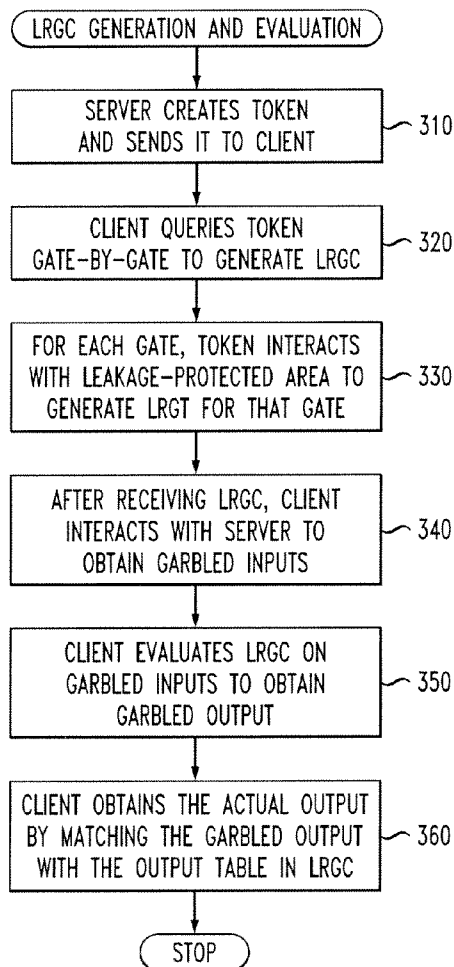 LRGC GENERATION AND EVALUATION
SERVER CREATES TOKEN
AND SENDS IT TO CLIENT
310
CLIENT QUERIES TOKEN
GATE-BY-GATE TO GENERATE LRGC
320
FOR EACH GATE, TOKEN INTERACTS
WITH LEAKAGE-PROTECTED AREA TO
GENERATE LRGT FOR THAT GATE
330
AFTER RECEIVING LRGC, CLIENT
INTERACTS WITH SERVER TO
OBTAIN GARBLED INPUTS
340
CLIENT EVALUATES LRGC ON
GARBLED INPUTS TO OBTAIN
GARBLED OUTPUT
350
CLIENT OBTAINS THE ACTUAL OUTPUT
BY MATCHING THE GARBLED OUTPUT
WITH THE OUTPUT TABLE IN LRGC
360
STOP